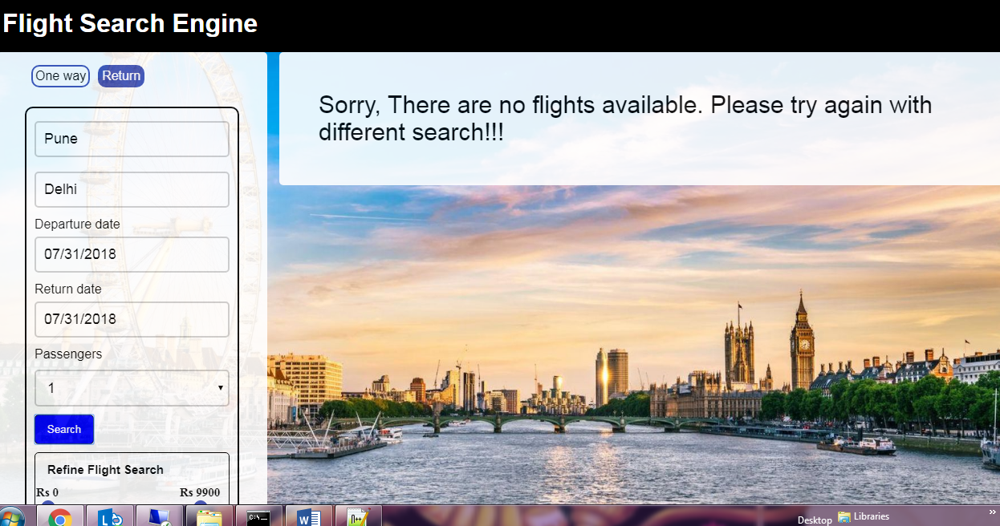 Flight Search Engine
One way Return
Sorry, There are no flights available. Please try again with
different search!!!
Pune
Delhi
Departure date
07/31/2018
Return date
07/31/2018
Passengers
1
Search
Refine Flight Search
Rs 0 Rs 9900
Desktop Libraries